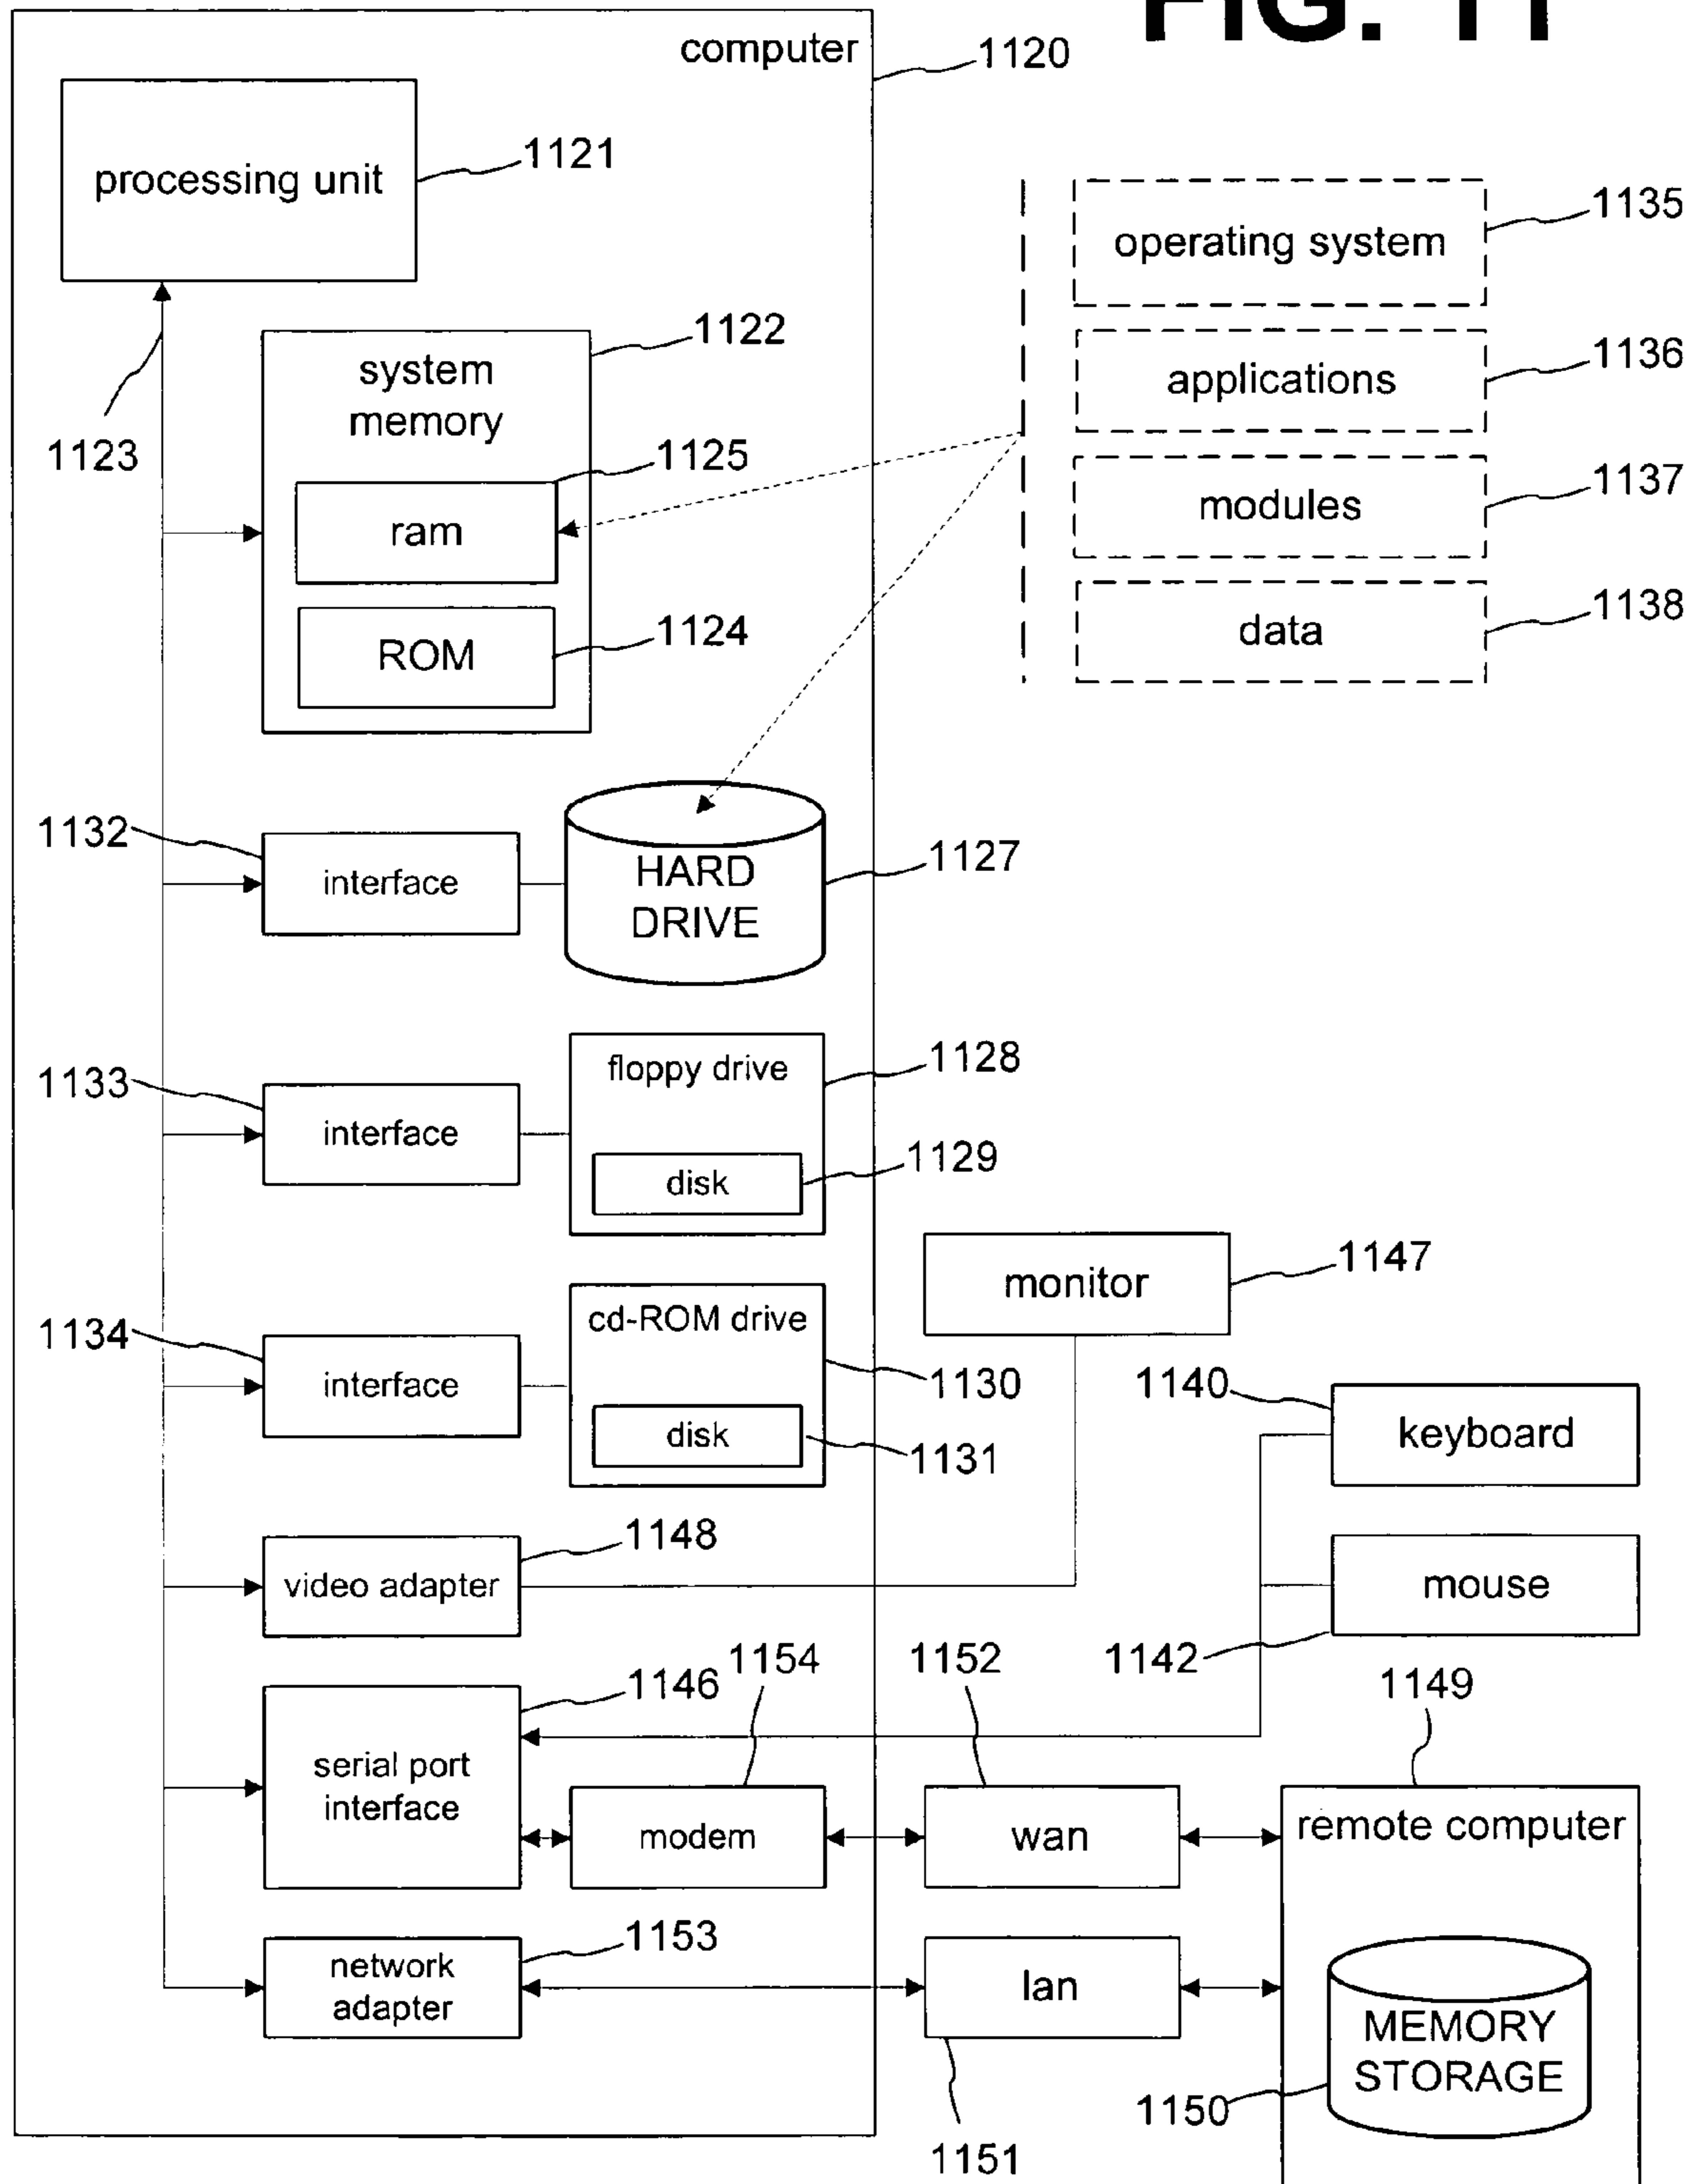 FIG. 11
computer
1120
processing unit
1121
1123
system
memory
1122
ram
1125
ROM
1124
operating system
1135
applications
1136
modules
1137
data
1138
1132
interface
HARD
DRIVE
1127
1133
interface
floppy drive
1128
disk
1129
1134
interface
cd-ROM drive
1130
disk
1131
monitor
1147
1140
keyboard
mouse
1142
video adapter
1148
serial port
interface
1146
modem
1154
wan
1152
1149
remote computer
MEMORY
STORAGE
1150
network
adapter
1153
lan
1151